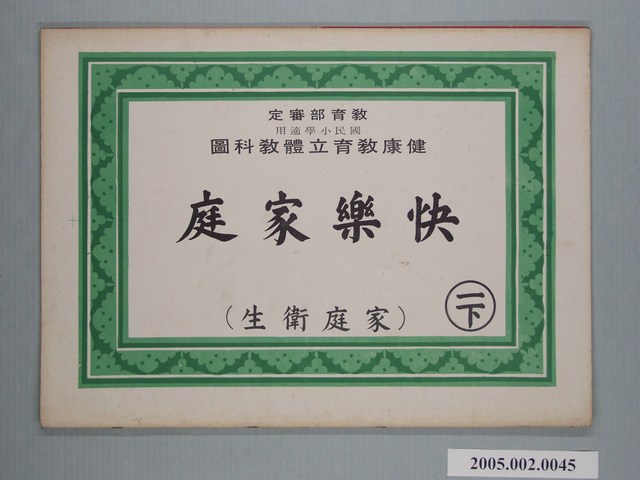 教育部審定
國民小學適用
健康教育立體教科圖
快樂家庭
（家庭衛生）
二下
2005.002.0045